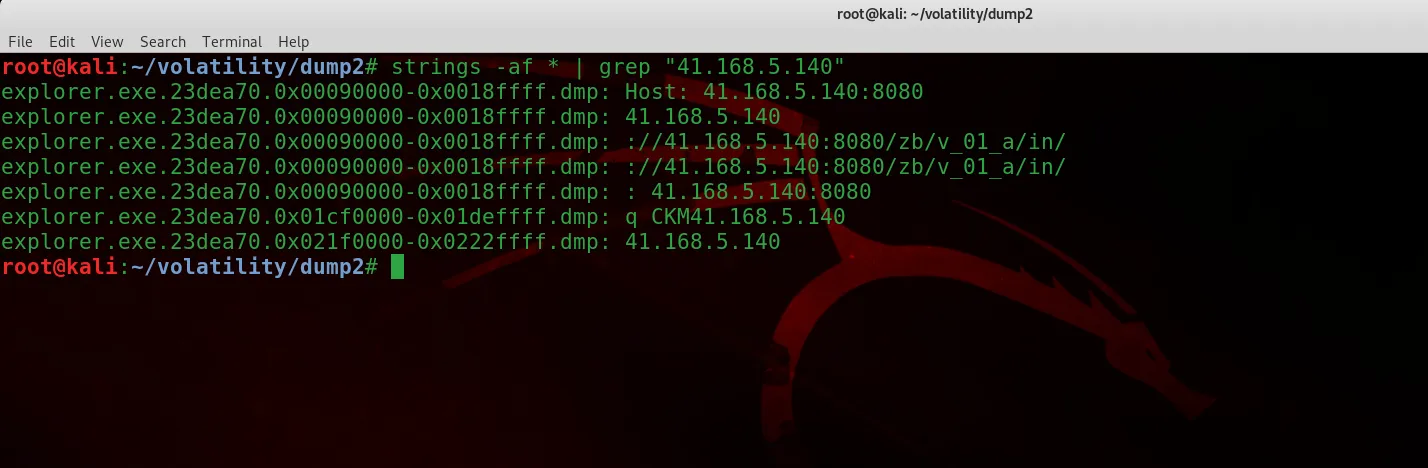 root@kali: ~/volatility/dump2
File Edit View Search Terminal Help
root@kali:~/volatility/dump2# strings -af * | grep "41.168.5.140"
explorer.exe.23dea70.0x00090000-0x0018ffff.dmp: Host: 41.168.5.140:8080
explorer.exe.23dea70.0x00090000-0x0018ffff.dmp: 41.168.5.140
explorer.exe.23dea70.0x00090000-0x0018ffff.dmp: ://41.168.5.140:8080/zb/v_01_a/in/
explorer.exe.23dea70.0x00090000-0x0018ffff.dmp: ://41.168.5.140:8080/zb/v_01_a/in/
explorer.exe.23dea70.0x00090000-0x0018ffff.dmp: : 41.168.5.140:8080
explorer.exe.23dea70.0x01cf0000-0x01deffff.dmp: q CKM41.168.5.140
explorer.exe.23dea70.0x021f0000-0x0222ffff.dmp: 41.168.5.140
root@kali:~/volatility/dump2#